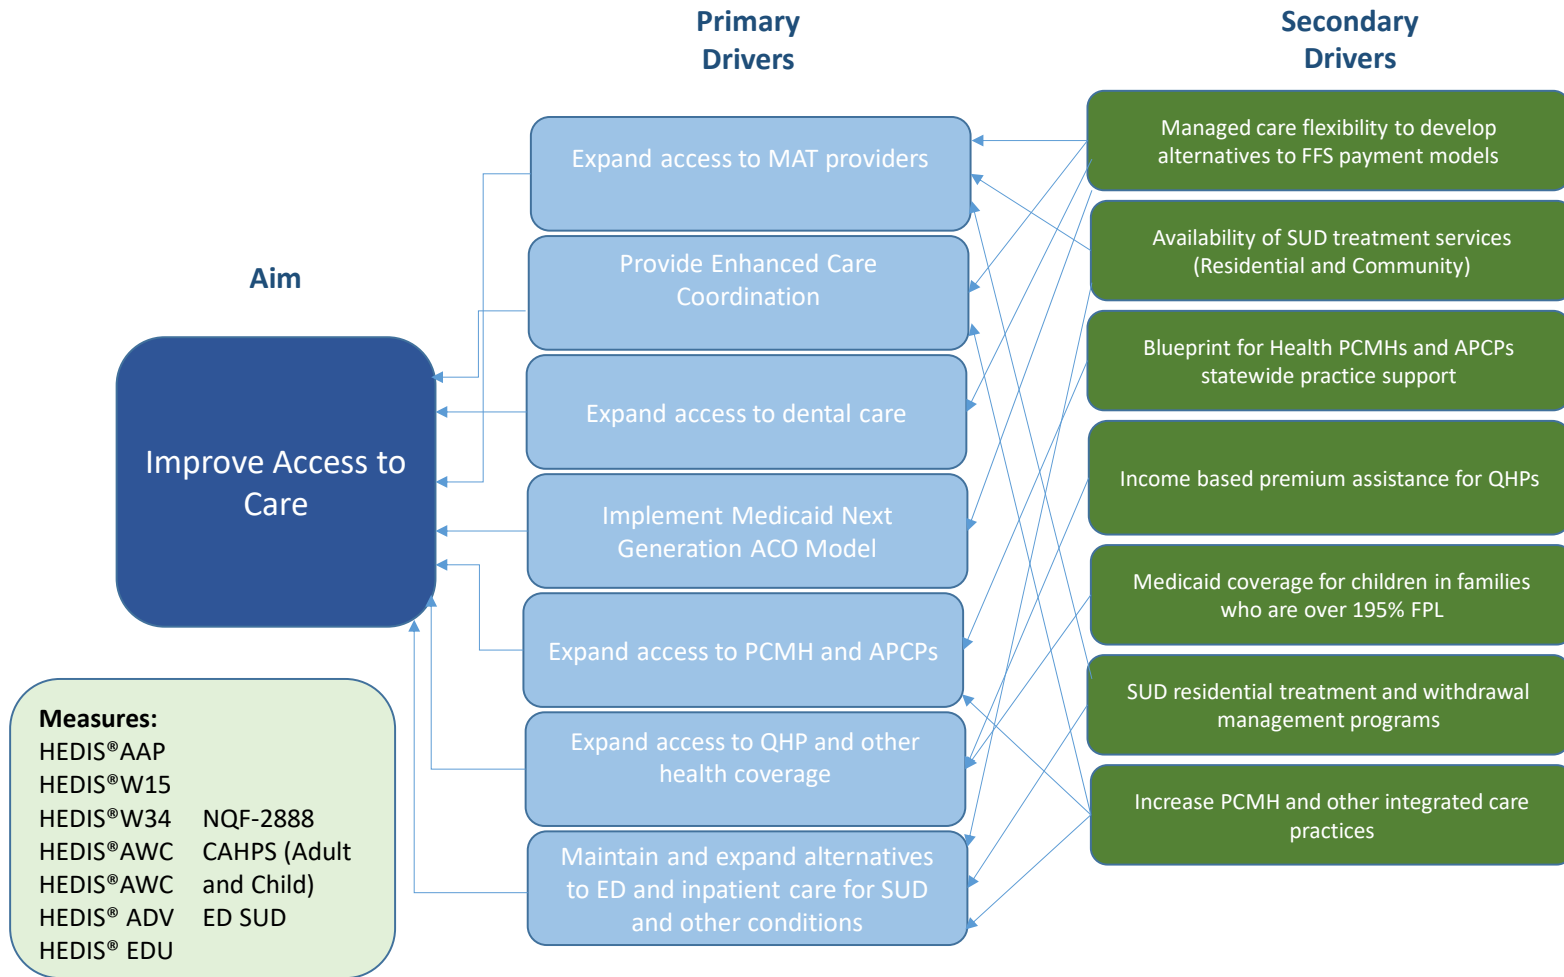 Primary
Drivers
Secondary
Drivers
Aim
Improve Access to
Care
Expand access to MAT providers
Provide Enhanced Care
Coordination
Expand access to dental care
Implement Medicaid Next
Generation ACO Model
Expand access to PCMH and APCPs
Expand access to QHP and other
health coverage
Maintain and expand alternatives
to ED and inpatient care for SUD
and other conditions
Managed care flexibility to develop
alternatives to FFS payment models
Availability of SUD treatment services
(Residential and Community)
Blueprint for Health PCMHs and APCPs
statewide practice support
Income based premium assistance for QHPs
Medicaid coverage for children in families
who are over 195% FPL
SUD residential treatment and withdrawal
management programs
Increase PCMH and other integrated care
practices
Measures:
HEDIS®AAP
HEDIS®W15
HEDIS®W34
HEDIS®AWC
HEDIS®AWC
HEDIS® ADV
HEDIS® EDU
NQF-2888
CAHPS (Adult
and Child)
ED SUD